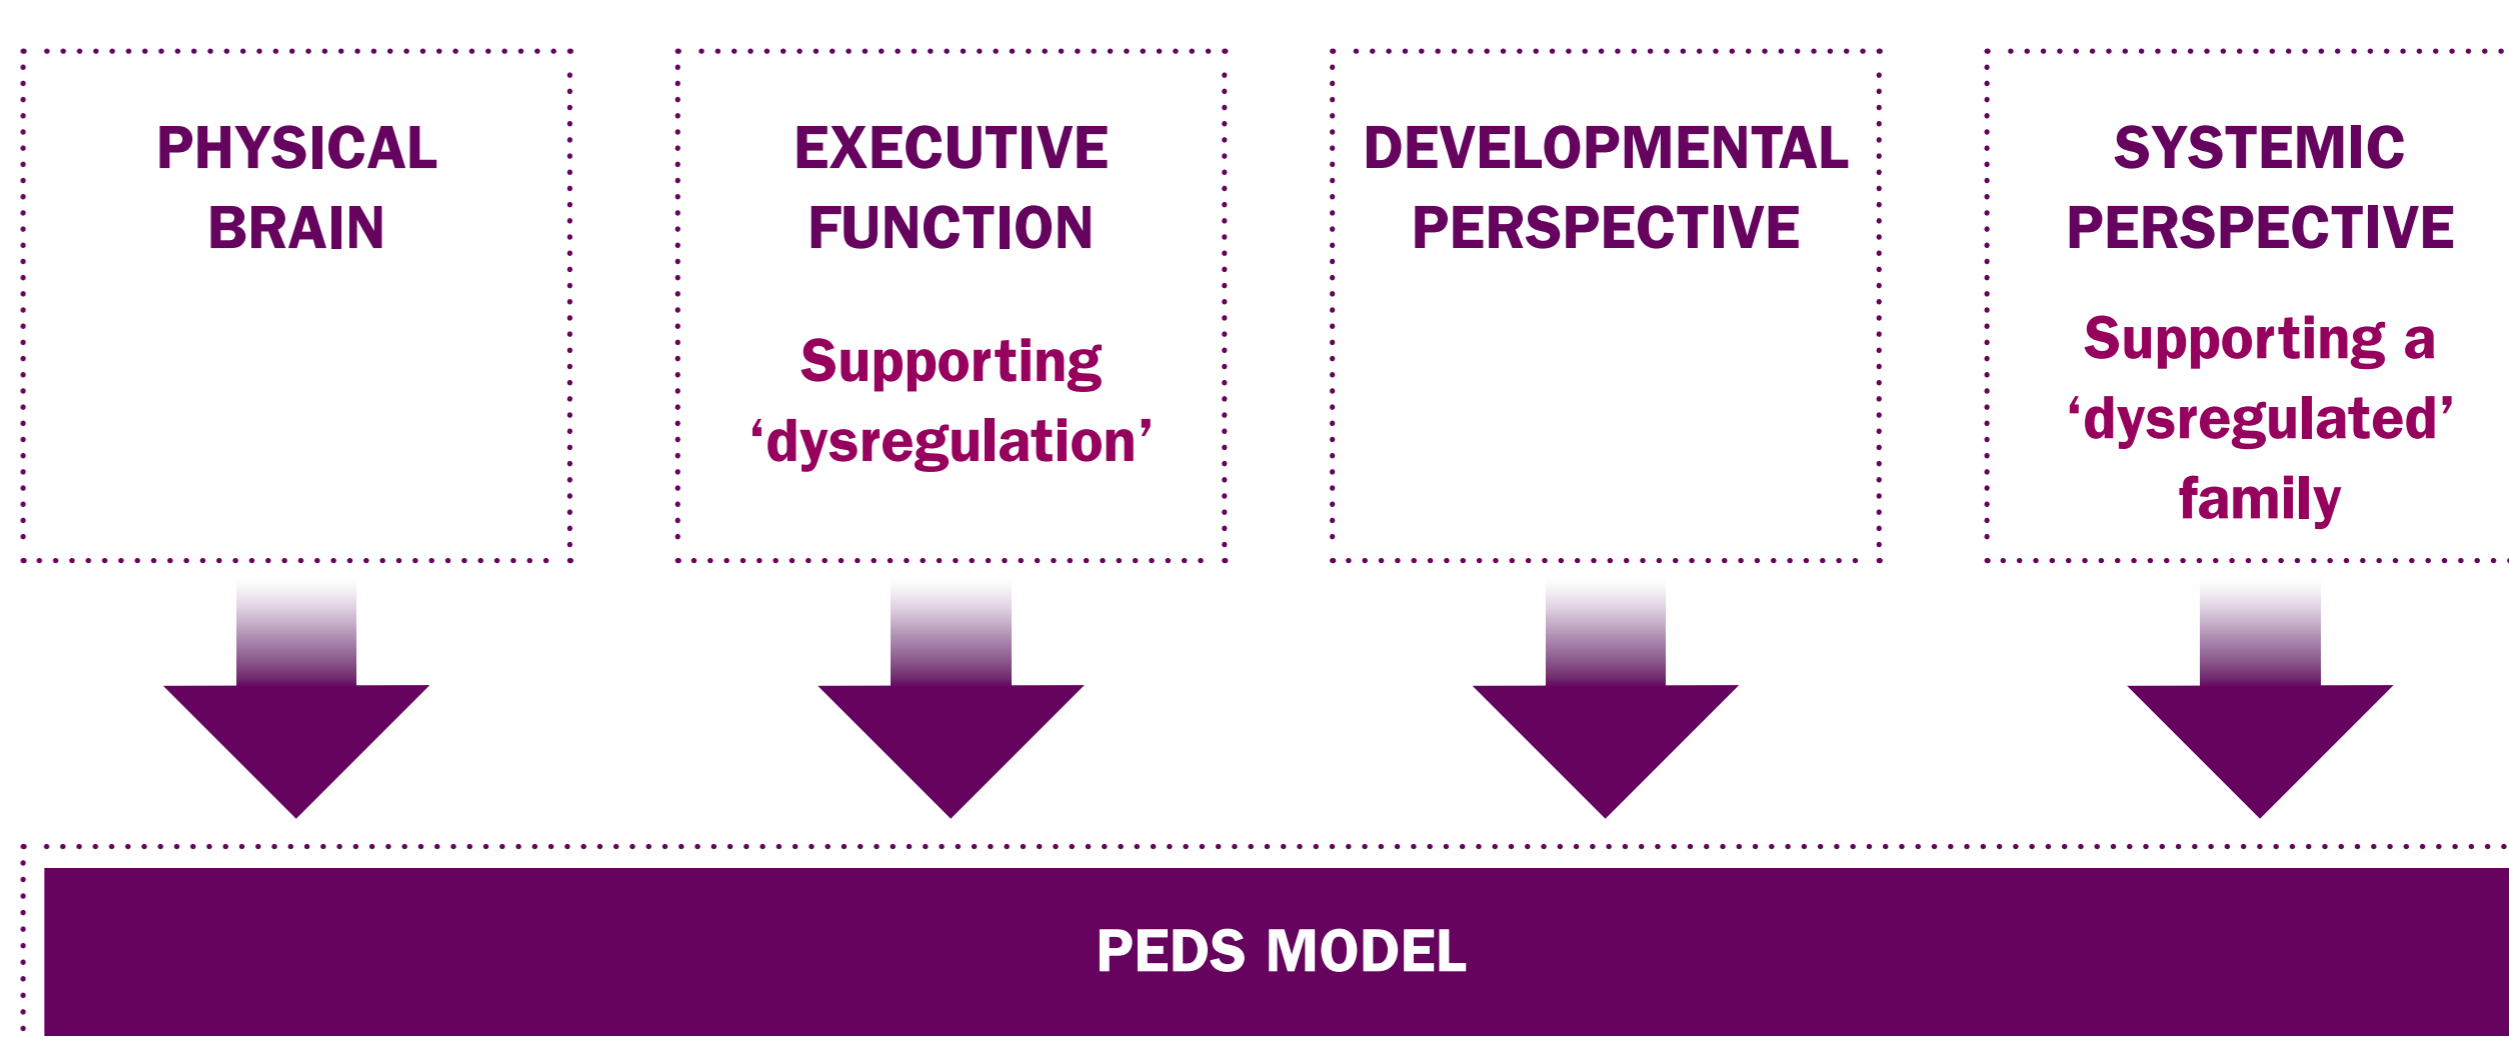 PHYSICAL
BRAIN
EXECUTIVE
FUNCTION
Supporting
‘dysregulation’
DEVELOPMENTAL
PERSPECTIVE
SYSTEMIC
PERSPECTIVE
Supporting a
‘dysregulated’
family
PEDS MODEL